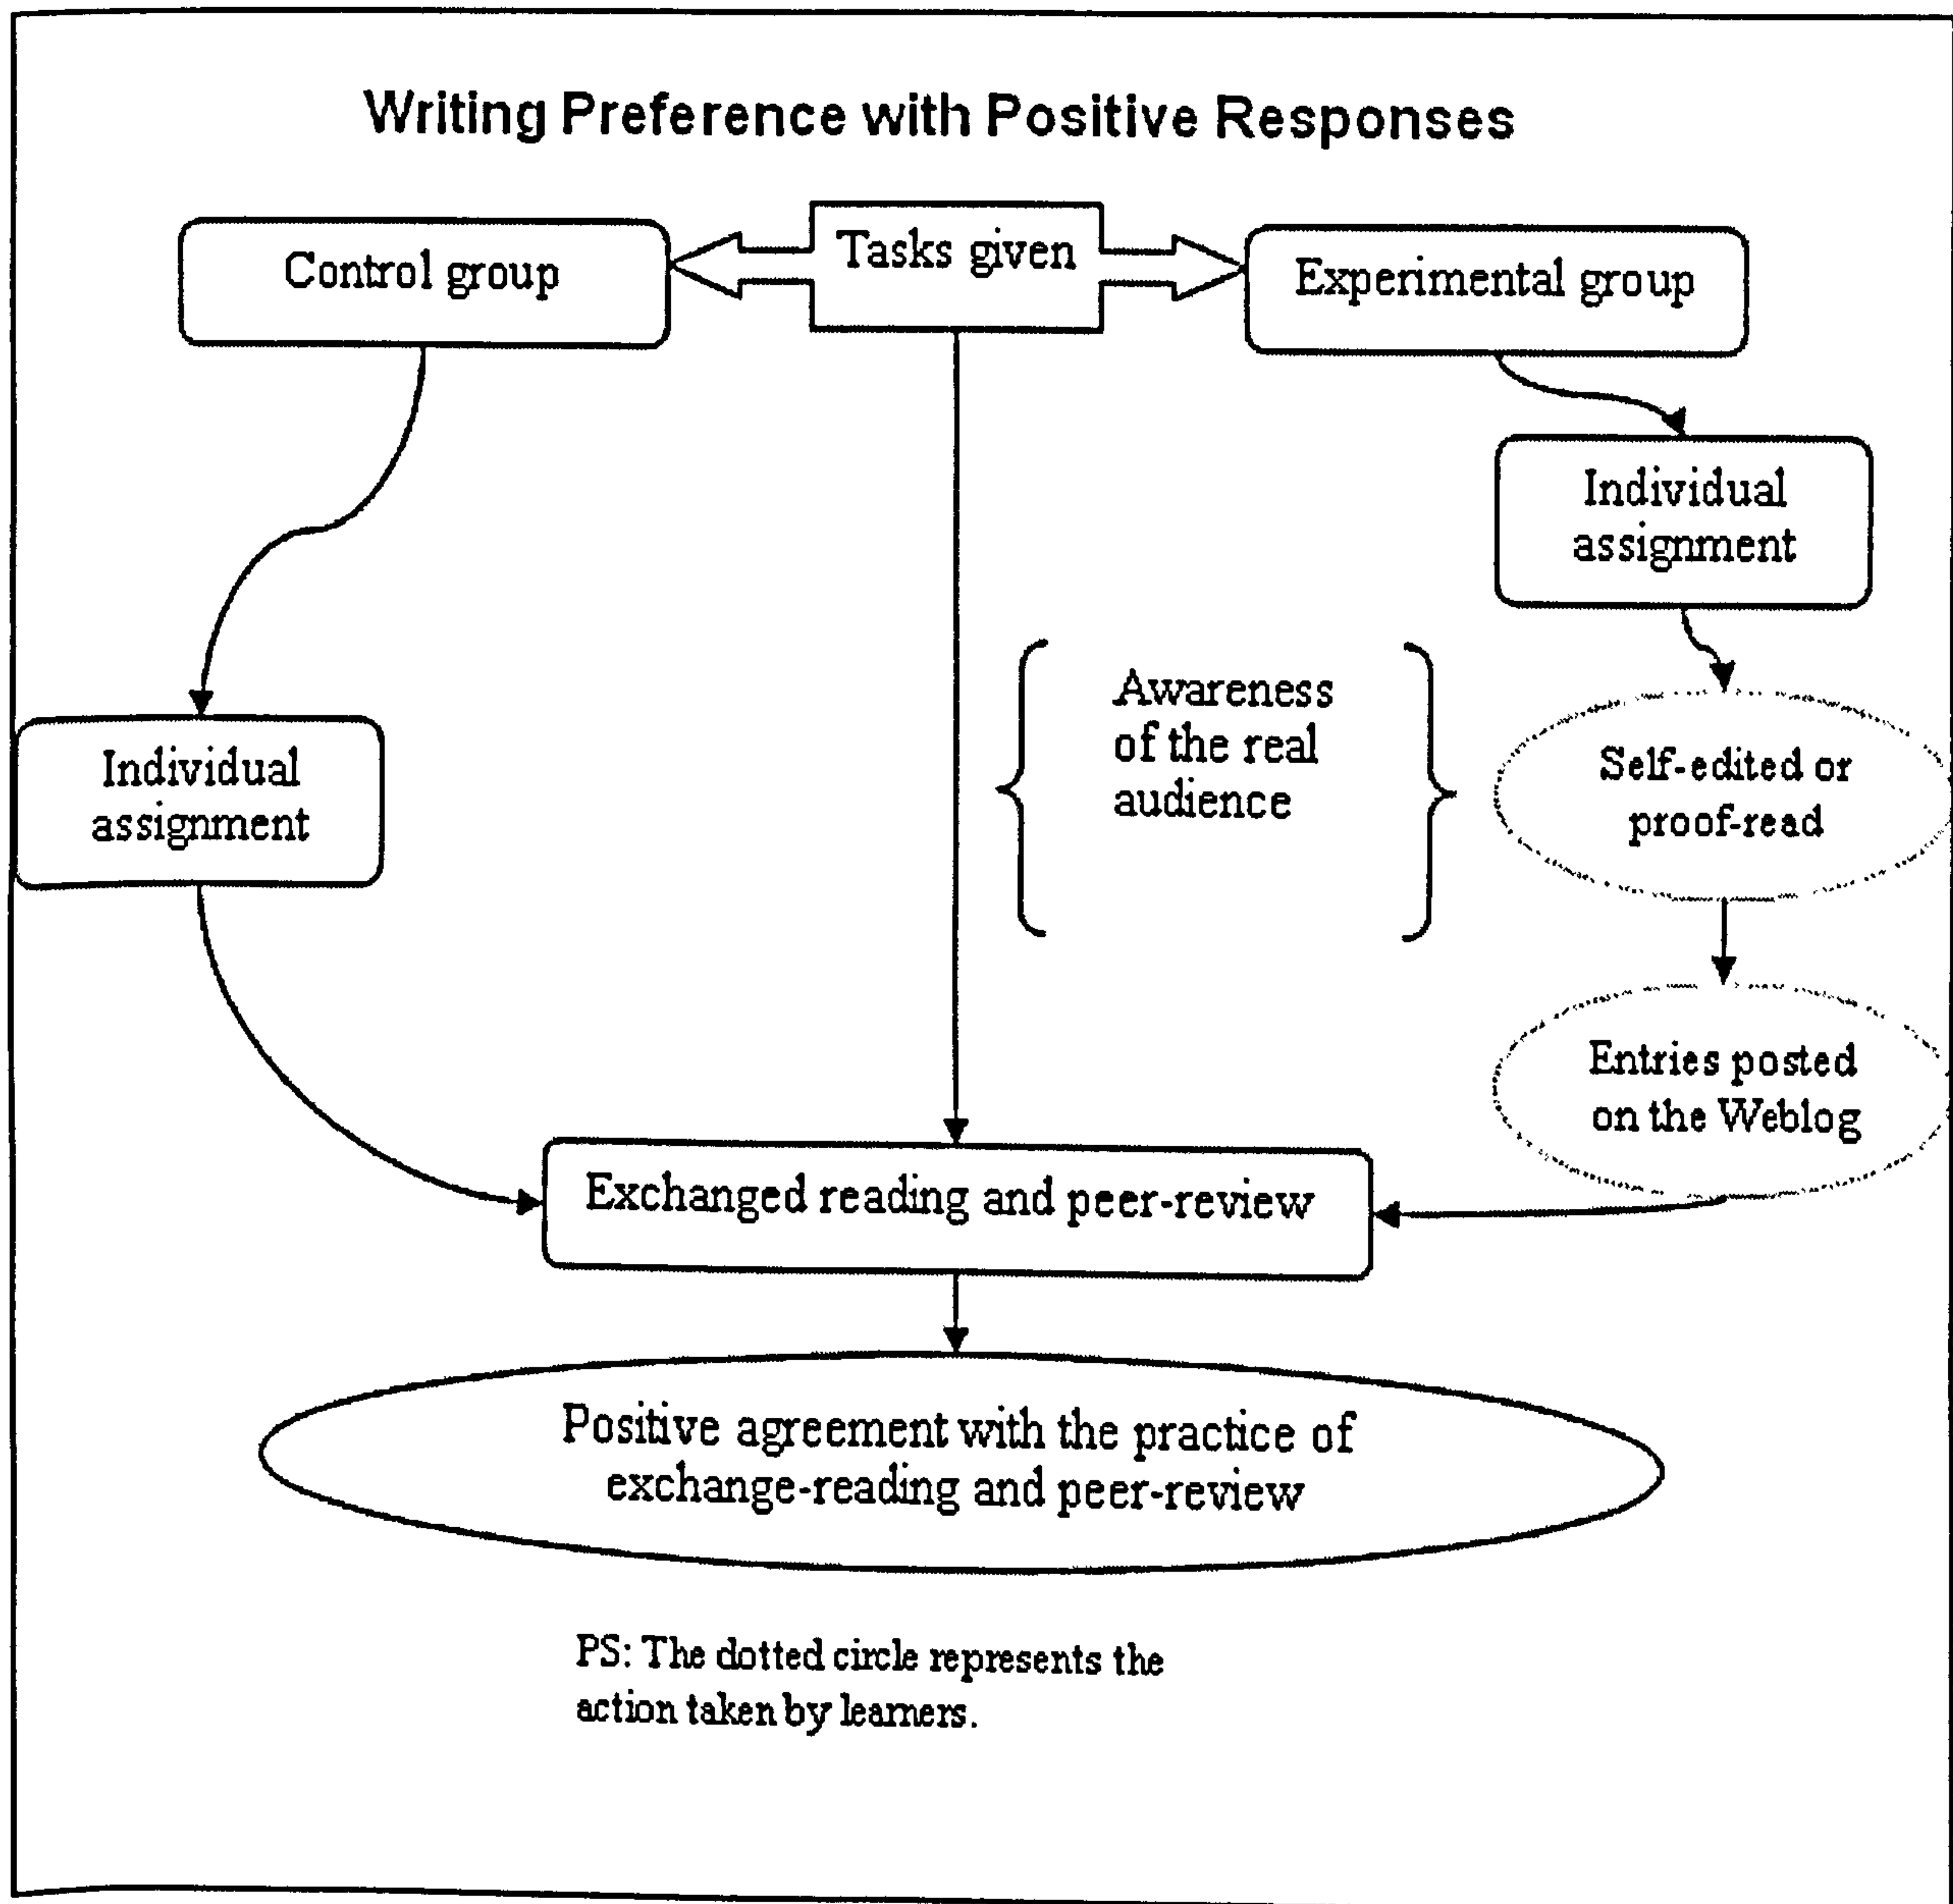 Writing Preference with Positive Responses
Control group
Tasks given
Experimental group
Individual
assignment
Awareness
of the real
audience
Self-edited or
proof-read
Individual
assignment
Entries posted
on the Weblog
Exchanged reading and peer-review
Positive agreement with the practice of
exchange-reading and peer-review
PS: The dotted circle represents the
action taken by learners.